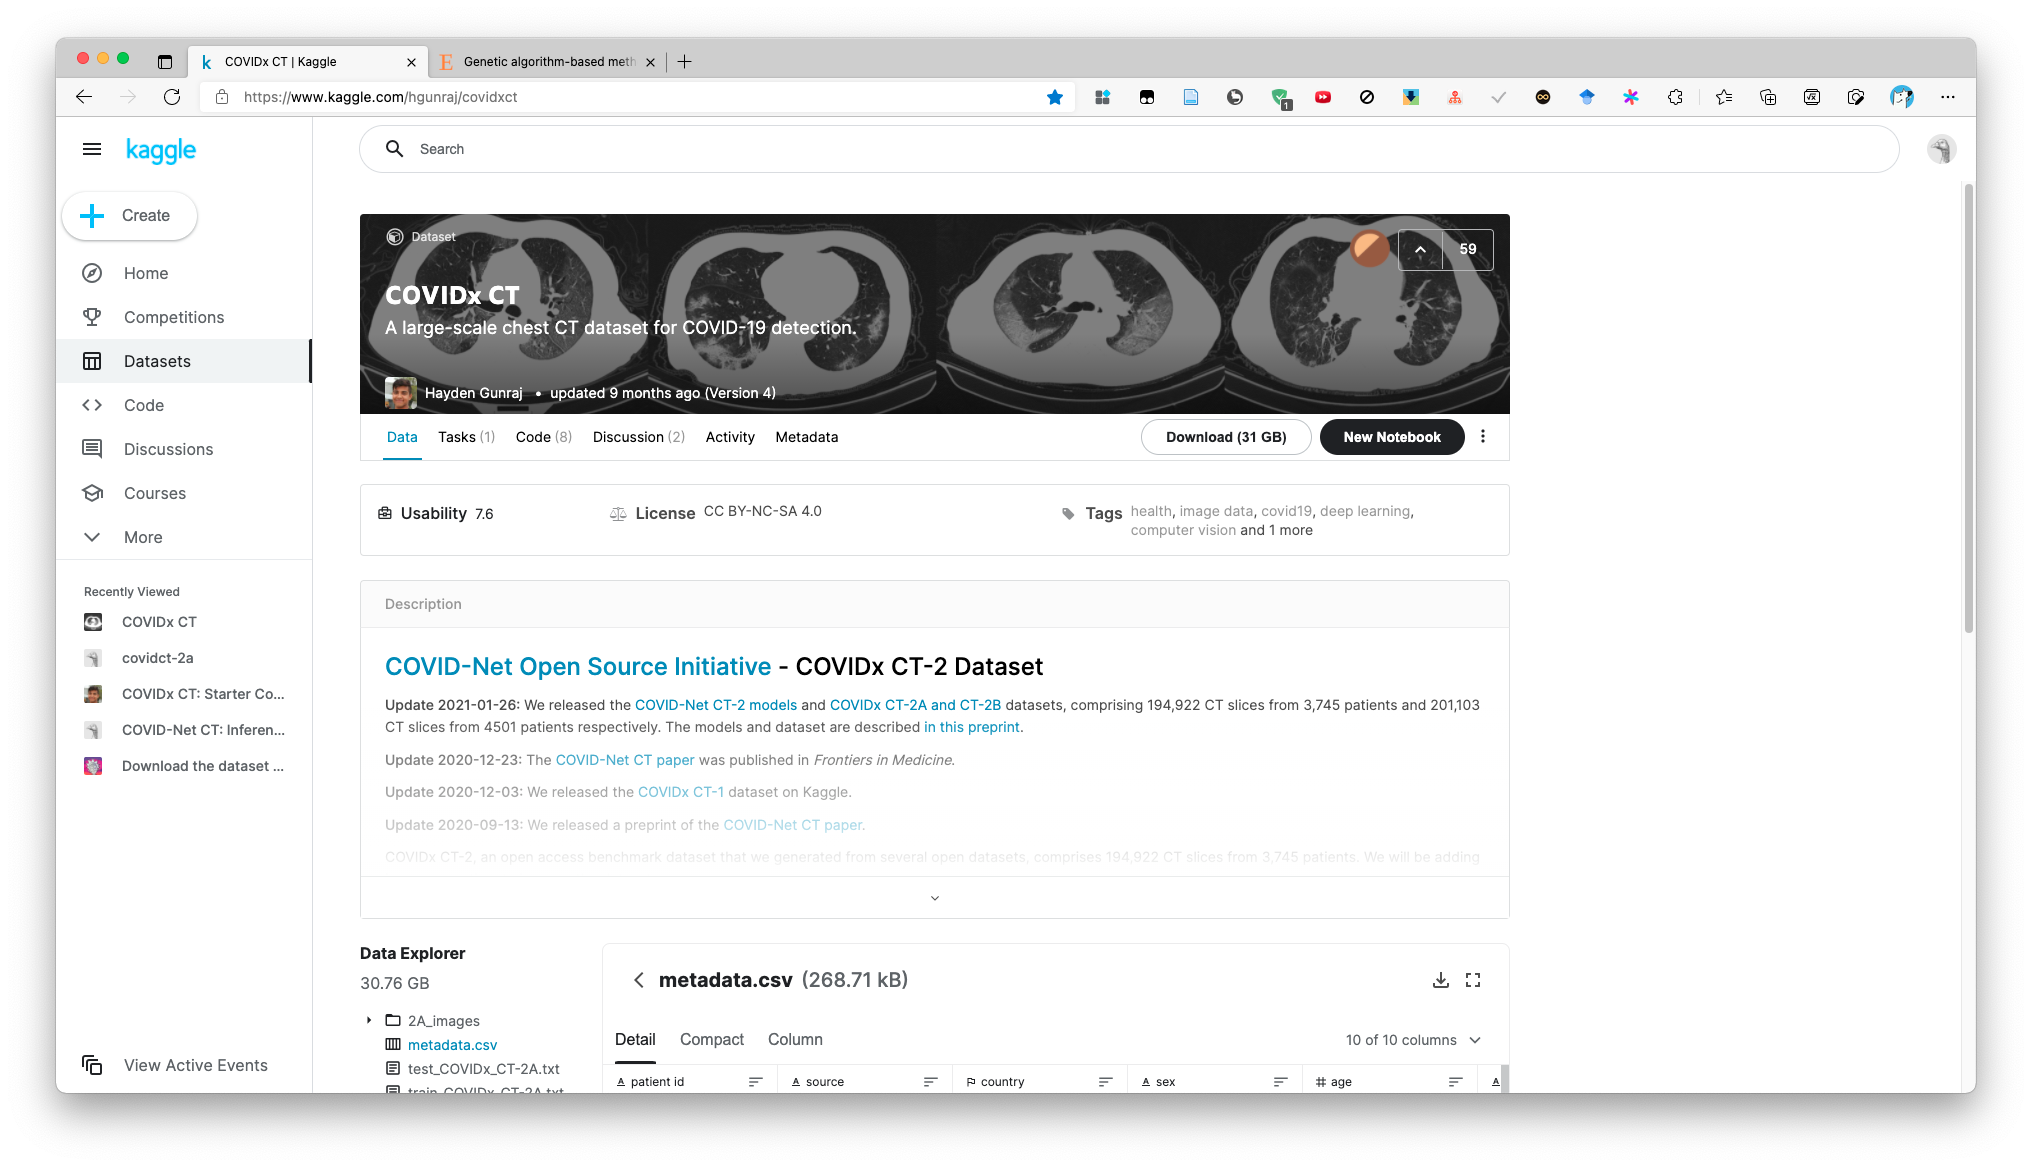 COVIDx CT | Kaggle
Genetic algorithm-based meth
https://www.kaggle.com/hgunraj/covidxct
1
kaggle
Search
Create
Home
Competitions
Datasets
Code
Discussions
Courses
More
Recently Viewed
COVIDx CT
covidct-2a
COVIDx CT: Starter Co...
COVID-Net CT: Inferen...
Download the dataset ...
View Active Events
Dataset
59
COVIDx CT
A large-scale chest CT dataset for COVID-19 detection.
Hayden Gunraj • updated 9 months ago (Version 4)
Data Tasks (1) Code (8) Discussion (2) Activity Metadata Download (31 GB) New Notebook
Usability 7.6 License CC BY-NC-SA 4.0 Tags health, image data, covid19, deep learning,
computer vision and 1 more
Description
COVID-Net Open Source Initiative - COVIDx CT-2 Dataset
Update 2021-01-26: We released the COVID-Net CT-2 models and COVIDx CT-2A and CT-2B datasets, comprising 194,922 CT slices from 3,745 patients and 201,103
CT slices from 4501 patients respectively. The models and dataset are described in this preprint.
Update 2020-12-23: The COVID-Net CT paper was published in Frontiers in Medicine.
Update 2020-12-03: We released the COVIDx CT-1 dataset on Kaggle.
Update 2020-09-13: We released a preprint of the COVID-Net CT paper.
COVIDx CT-2, an open access benchmark dataset that we generated from several open datasets, comprises 194,922 CT slices from 3,745 patients. We will be adding
Data Explorer
30.76 GB
2A_images
metadata.csv
test_COVIDx_CT-2A.txt
train_COVIDx_CT-2A.txt
metadata.csv (268.71 kB)
Detail Compact Column 10 of 10 columns
patient id source country sex # age